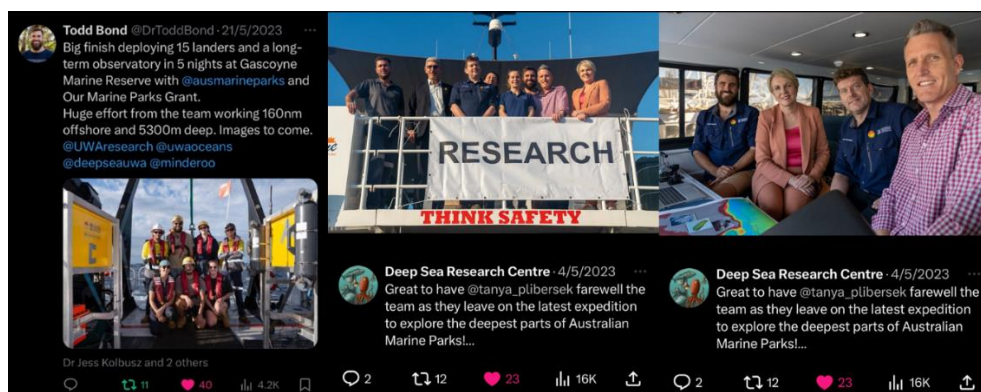 Todd Bond @DrToddBond · 21/5/2023 ...
Big finish deploying 15 landers and a long-
term observatory in 5 nights at Gascoyne
Marine Reserve with @ausmarineparks and
Our Marine Parks Grant.
Huge effort from the team working 160nm
offshore and 5300m deep. Images to come.
@UWAresearch @uwaoceans
@deepseauwa @minderoo
Dr Jess Kolbusz and 2 others
11 40 4.2K
RESEARCH
THINK SAFETY
Deep Sea Research Centre · 4/5/2023 ...
Great to have @tanya_plibersek farewell the
team as they leave on the latest expedition
to explore the deepest parts of Australian
Marine Parks!...
2 12 23 16K
Deep Sea Research Centre · 4/5/2023 ...
Great to have @tanya_plibersek farewell the
team as they leave on the latest expedition
to explore the deepest parts of Australian
Marine Parks!...
2 12 23 16K